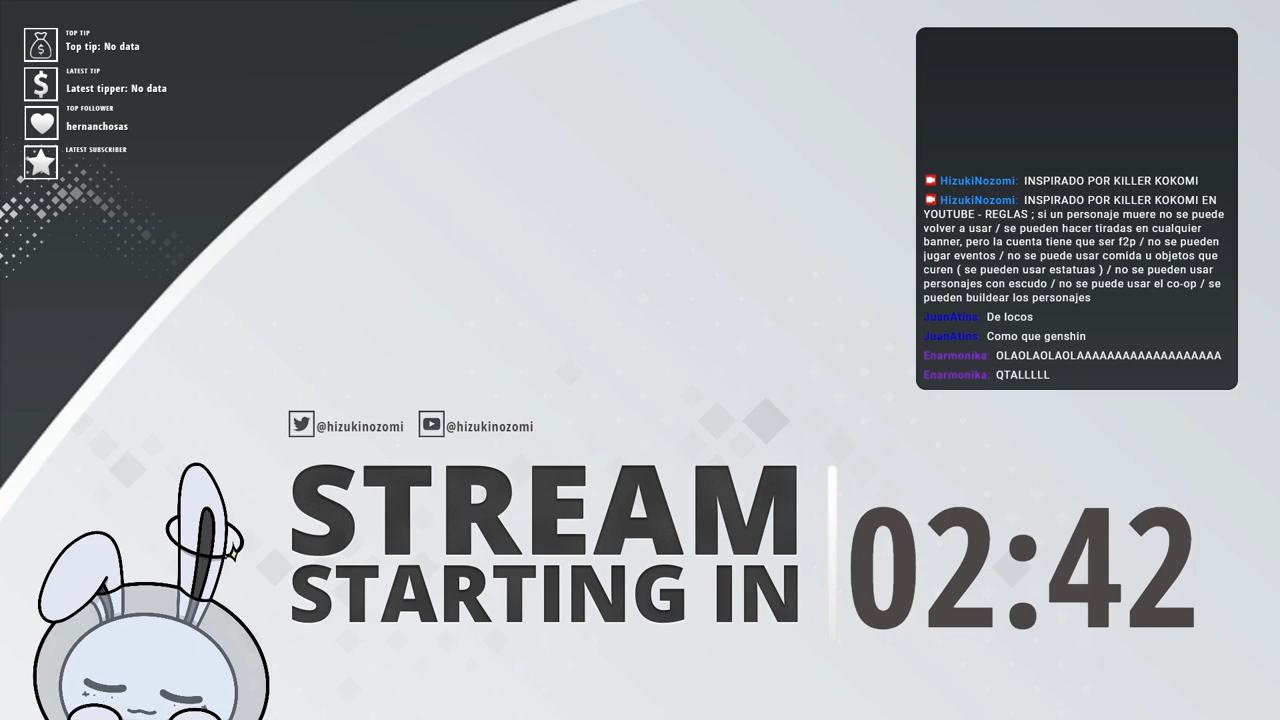 TOP TIP
Top tip: No data
LATEST TIP
Latest tipper: No data
TOP FOLLOWER
hernanchosas
LATEST SUBSCRIBER
HizukiNozomi: INSPIRADO POR KILLER KOKOMI
HizukiNozomi: INSPIRADO POR KILLER KOKOMI EN
YOUTUBE - REGLAS ; si un personaje muere no se puede
volver a usar / se pueden hacer tiradas en cualquier
banner, pero la cuenta tiene que ser f2p / no se pueden
jugar eventos / no se puede usar comida u objetos que
curen ( se pueden usar estatuas ) / no se pueden usar
personajes con escudo / no se puede usar el co-op / se
pueden buildear los personajes
JuanAtins: De locos
JuanAtins: Como que genshin
Enarmonika: OLAOLAOLAOLAAAAAAAAAAAAAAAAAAA
Enarmonika: QTALLLLL
@hizukinozomi @hizukinozomi
STREAM
STARTING IN
02:42